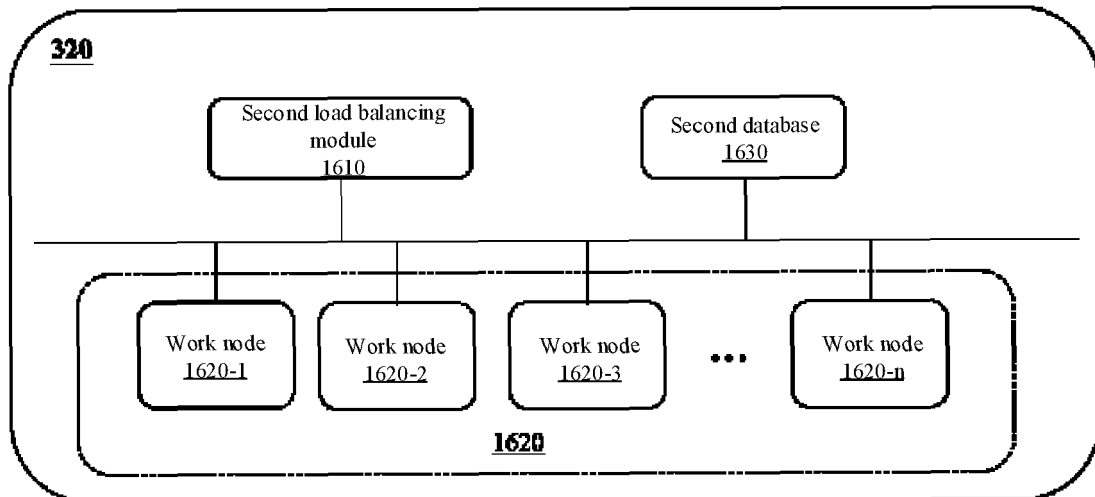 320
Second load balancing
module
1610
Second database
1630
Work node
1620-1
Work node
1620-2
Work node
1620-3
•••
Work node
1620-n
1620